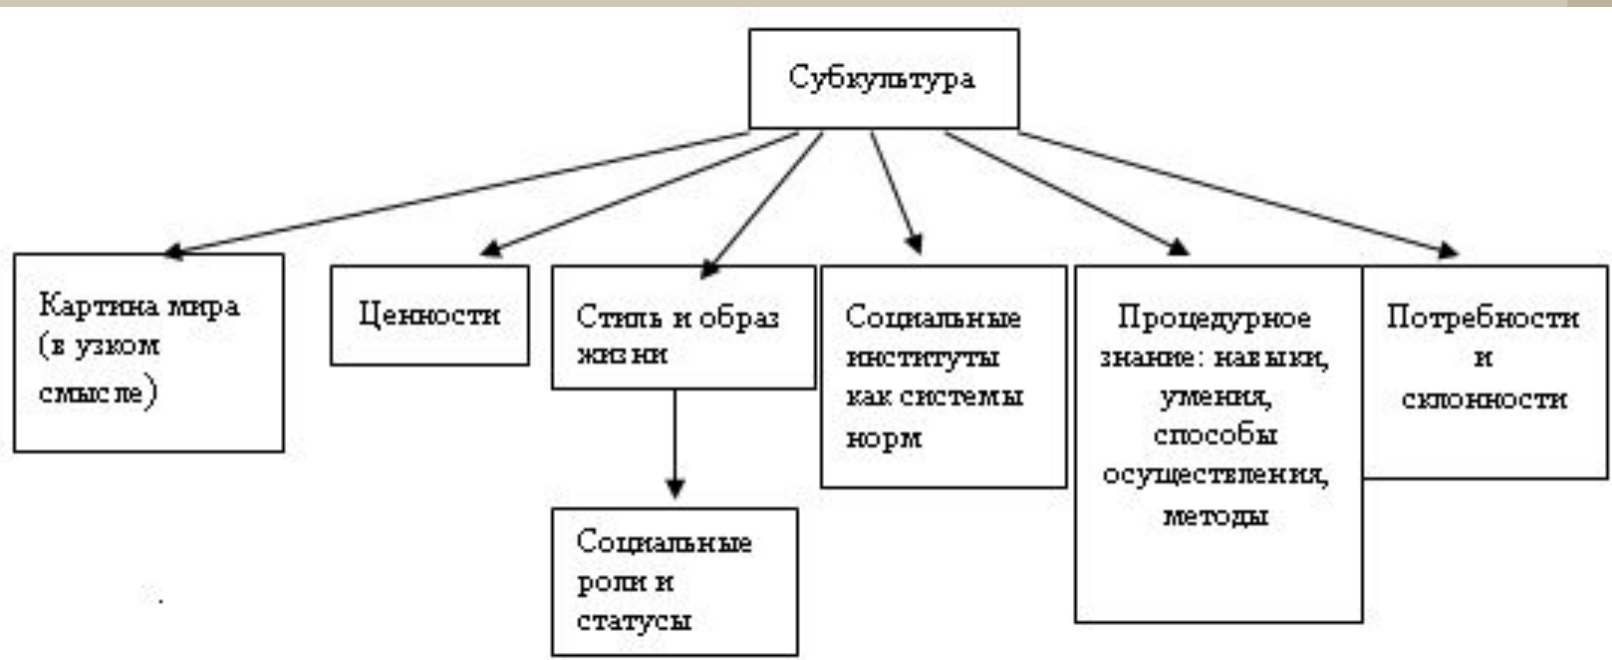 Субкультура
Картина мира
(в узком
смысле)
Ценности
Стиль и образ
жизни
Социальные
институты
как системы
норм
Процедурное
знание: навыки,
умения,
способы
осуществления,
методы
Потребности
и
склонности
Социальные
роли и
статусы
.